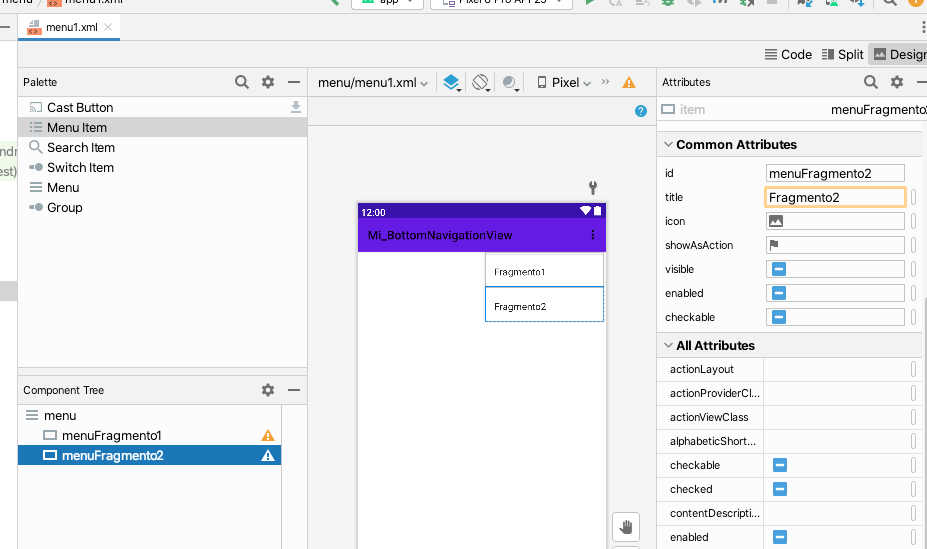 menu
menu1.xml
app
Pixel 6 Pro API 23
menu1.xml
Code
Split
Design
Palette
menu/menu1.xml
Pixel
Attributes
Cast Button
item
menuFragmento2
Menu Item
Search Item
Switch Item
Menu
Group
Common Attributes
id
menuFragmento2
title
Fragmento2
icon
showAsAction
visible
enabled
checkable
12:00
Mi_BottomNavigationView
Fragmento1
Fragmento2
All Attributes
actionLayout
actionProviderCl...
actionViewClass
alphabeticShort...
checkable
checked
contentDescripti...
enabled
Component Tree
menu
menuFragmento1
menuFragmento2